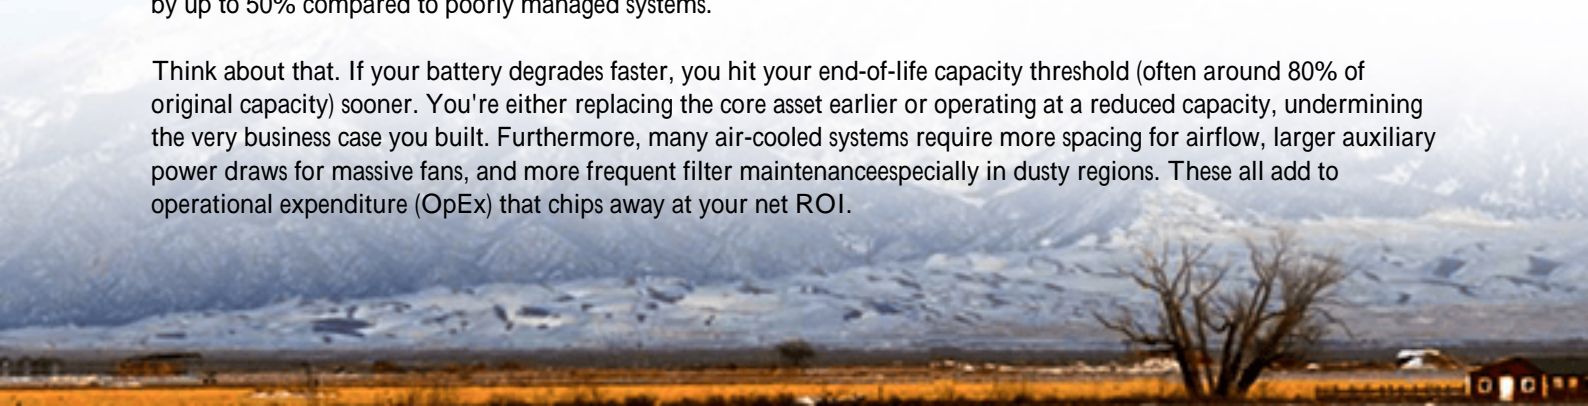 by up to 50% compared to poorly managed systems.
Think about that. If your battery degrades faster, you hit your end-of-life capacity threshold (often around 80% of
original capacity) sooner. You're either replacing the core asset earlier or operating at a reduced capacity, undermining
the very business case you built. Furthermore, many air-cooled systems require more spacing for airflow, larger auxiliary
power draws for massive fans, and more frequent filter maintenanceespecially in dusty regions. These all add to
operational expenditure (OpEx) that chips away at your net ROI.